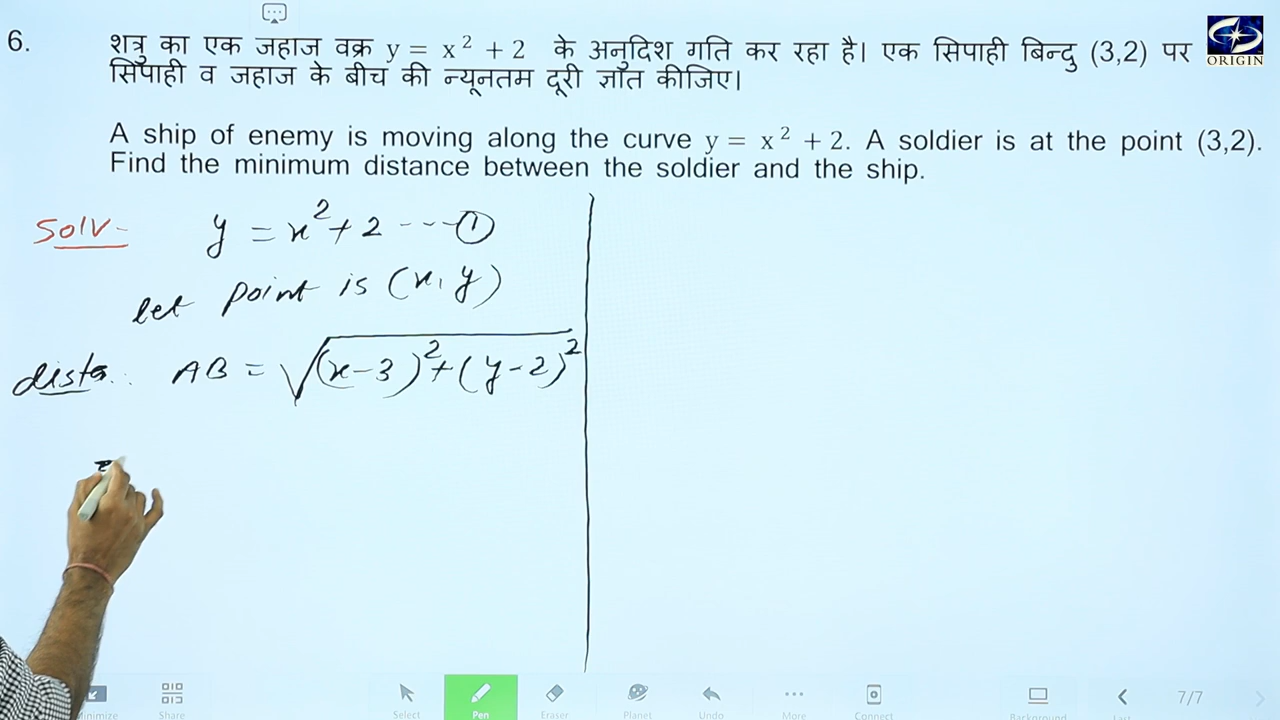 6. शत्रु का एक जहाज वक्र y = x² + 2 के अनुदिश गति कर रहा है। एक सिपाही बिन्दु (3,2) पर
सिपाही व जहाज के बीच की न्यूनतम दूरी ज्ञात कीजिए।
ORIGIN
A ship of enemy is moving along the curve y = x² + 2. A soldier is at the point (3,2).
Find the minimum distance between the soldier and the ship.
Solv- y = x² + 2 --- ①
let point is (x, y)
AB = √(x-3)² + (y-2)²
Share
Select
Pen
Eraser
Planet
Undo
More
Connect
Background
7/7